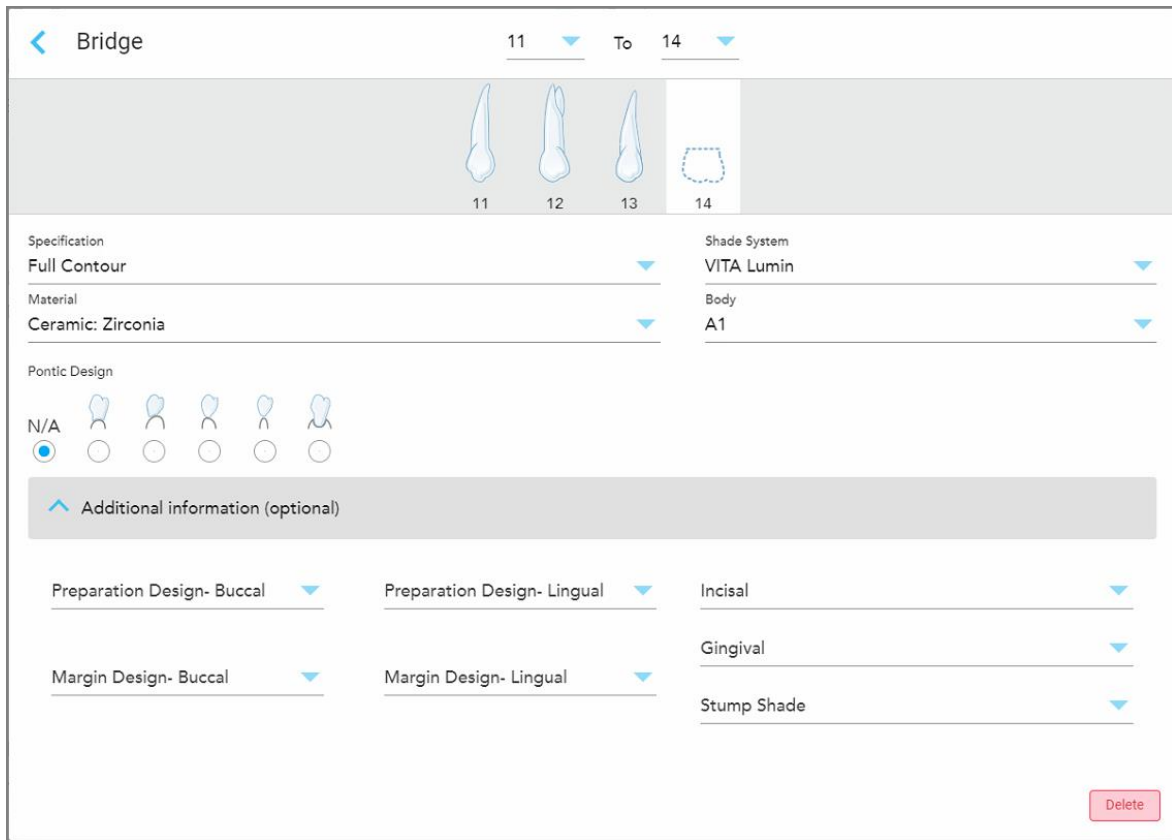 Bridge 11 To 14
11 12 13 14
Specification
Full Contour
Shade System
VITA Lumin
Material
Ceramic: Zirconia
Body
A1
Pontic Design
N/A
Additional information (optional)
Preparation Design- Buccal
Preparation Design- Lingual
Incisal
Gingival
Margin Design- Buccal
Margin Design- Lingual
Stump Shade
Delete